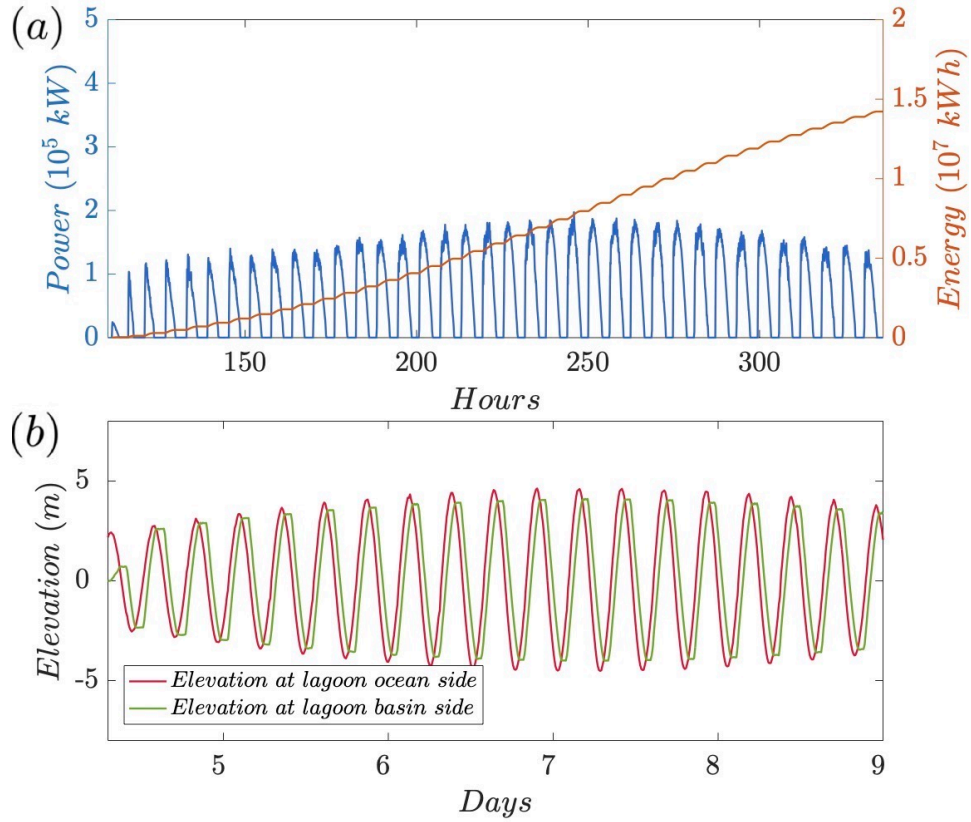 (a)
Power (10^5 kW)
5
4
3
2
1
0
2
1.5
1
0.5
0
Energy (10^7 kWh)
150 200 250 300
Hours
(b)
Elevation (m)
5
0
-5
Elevation at lagoon ocean side
Elevation at lagoon basin side
5 6 7 8 9
Days